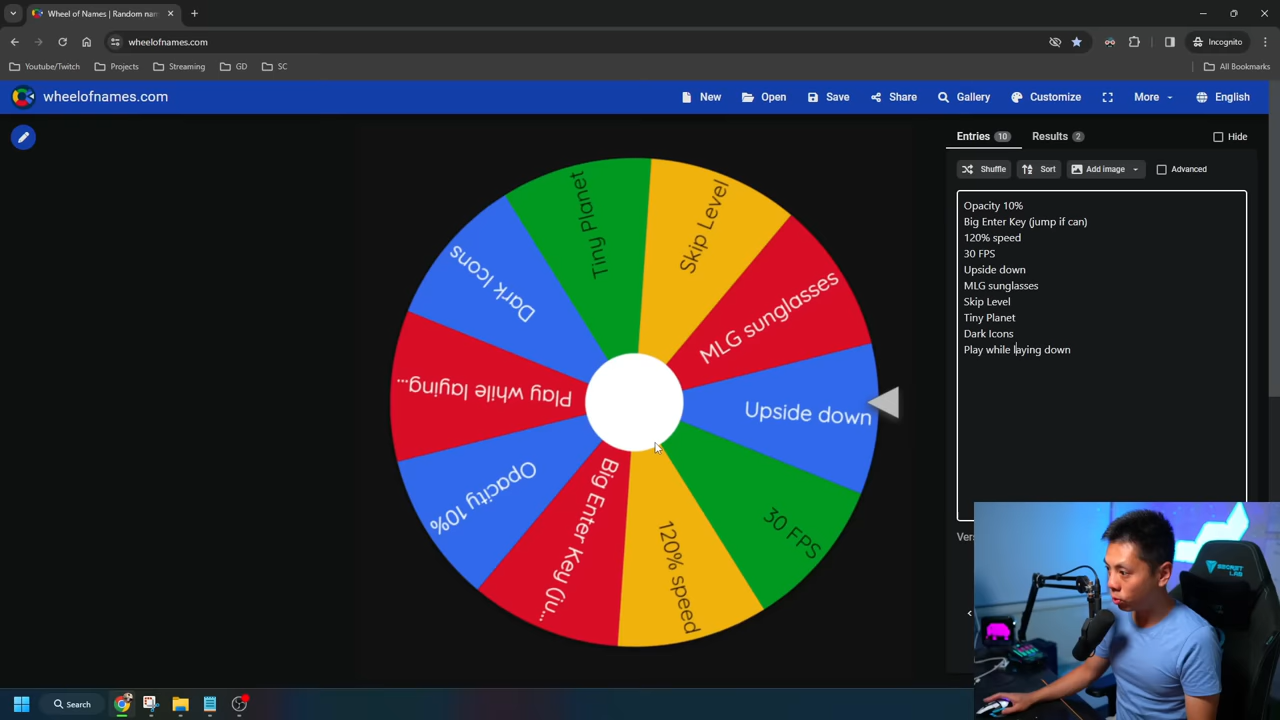 Wheel of Names | Random nam
wheelofnames.com
Incognito
Youtube/Twitch
Projects
Streaming
GD
SC
All Bookmarks
wheelofnames.com
New
Open
Save
Share
Gallery
Customize
More
English
Entries 10
Results 2
Hide
Shuffle
Sort
Add image
Advanced
Opacity 10%
Big Enter Key (jump if can)
120% speed
30 FPS
Upside down
MLG sunglasses
Skip Level
Tiny Planet
Dark Icons
Play while laying down
Tiny Planet
Skip Level
MLG sunglasses
Upside down
30 FPS
120% speed
Big Enter Key (ju...
Opacity 10%
Play while laying...
Dark Icons
Vers
SECRET
LAB
Search